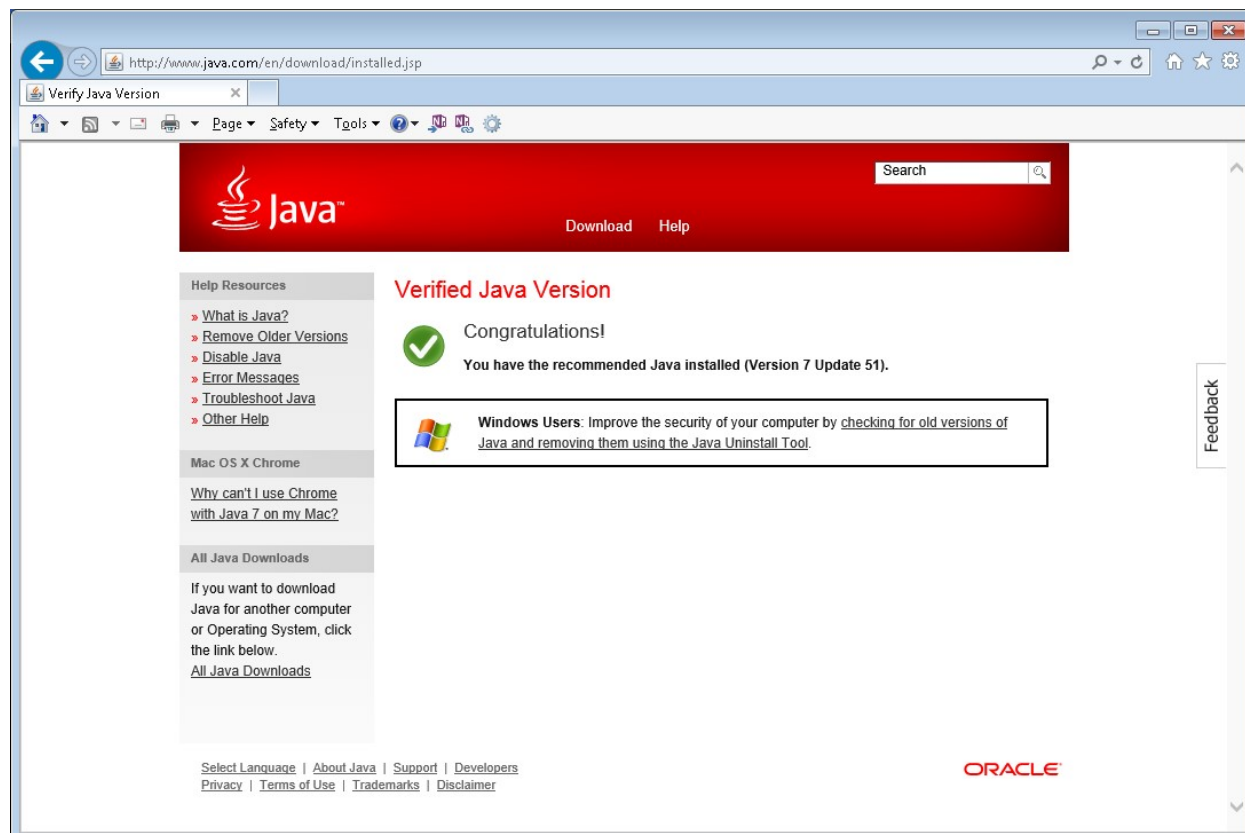 http://www.java.com/en/download/installed.jsp
Verify Java Version
Page Safety Tools
Java™
Search
Download Help
Help Resources
» What is Java?
» Remove Older Versions
» Disable Java
» Error Messages
» Troubleshoot Java
» Other Help
Mac OS X Chrome
Why can't I use Chrome
with Java 7 on my Mac?
All Java Downloads
If you want to download
Java for another computer
or Operating System, click
the link below.
All Java Downloads
Verified Java Version
Congratulations!
You have the recommended Java installed (Version 7 Update 51).
Windows Users: Improve the security of your computer by checking for old versions of
Java and removing them using the Java Uninstall Tool.
Feedback
Select Language | About Java | Support | Developers
Privacy | Terms of Use | Trademarks | Disclaimer
ORACLE